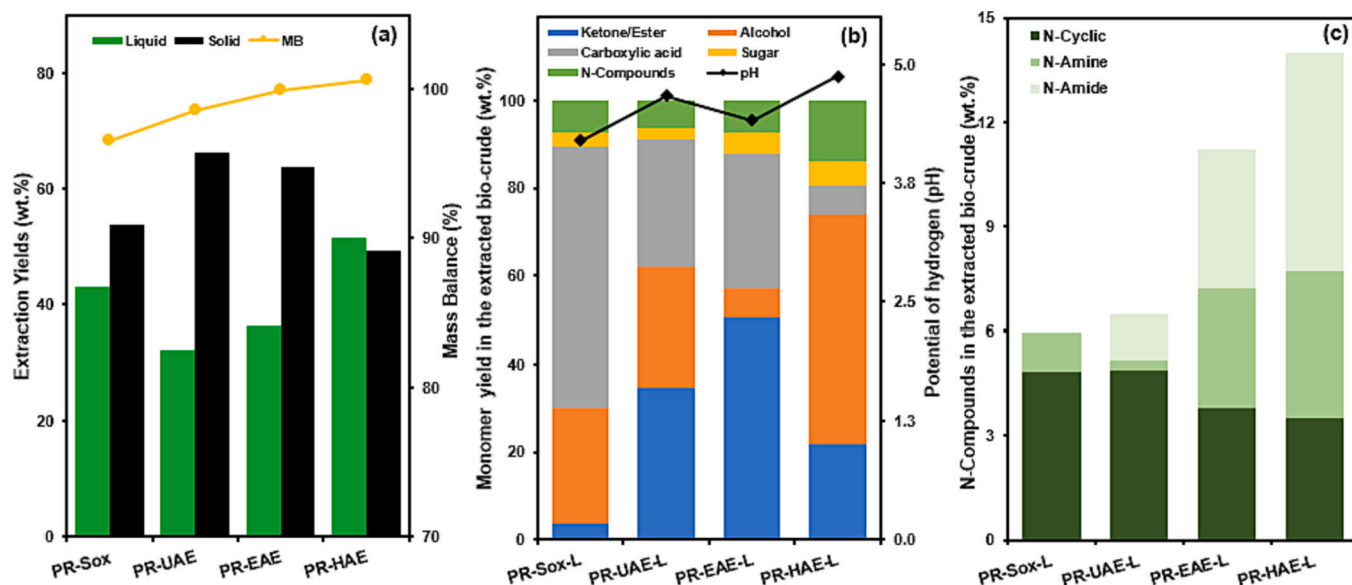 (a)
Liquid Solid MB
Extraction Yields (wt.%)
80
60
40
20
0
100
90
80
70
Mass Balance (%)
PR-Sox PR-UAE PR-EAE PR-HAE
(b)
Ketone/Ester Alcohol
Carboxylic acid Sugar
N-Compounds pH
Monomer yield in the extracted bio-crude (wt.%)
100
80
60
40
20
0
5.0
3.8
2.5
1.3
0.0
Potential of hydrogen (pH)
PR-Sox-L PR-UAE-L PR-EAE-L PR-HAE-L
(c)
N-Cyclic
N-Amine
N-Amide
N-Compounds in the extracted bio-crude (wt.%)
15
12
9
6
3
0
PR-Sox-L PR-UAE-L PR-EAE-L PR-HAE-L